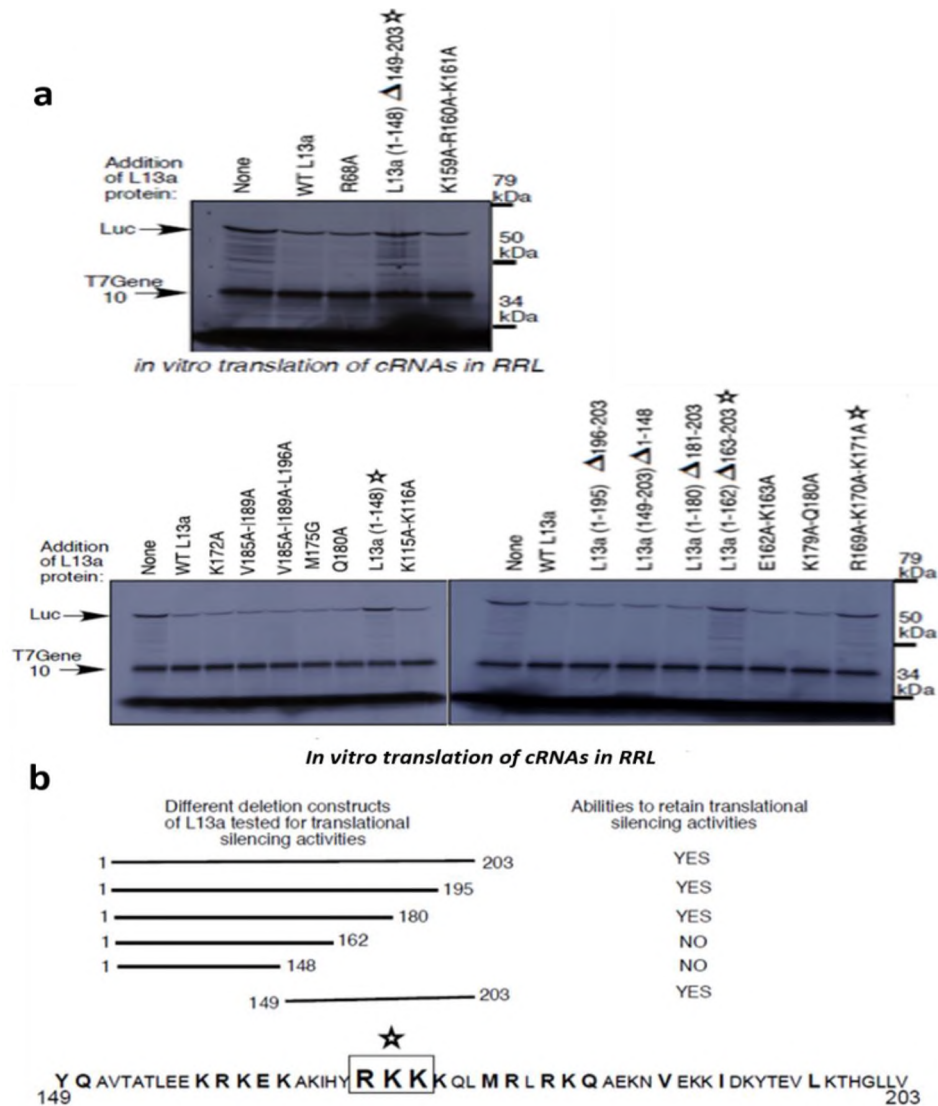 a
Addition
of L13a
protein:
None
WT L13a
R68A
L13a (1-148) Δ149-203☆
K159A-R160A-K161A
79
kDa
Luc
50
kDa
T7Gene
10
34
kDa
in vitro translation of cRNAs in RRL
Addition
of L13a
protein:
None
WT L13a
K172A
V185A-I189A
V185A-I189A-L196A
M175G
Q180A
L13a (1-148) ☆
K115A-K116A
None
WT L13a
L13a (1-195) Δ196-203
L13a (149-203) Δ1-148
L13a (1-180) Δ181-203
L13a (1-162) Δ163-203 ☆
E162A-K163A
K179A-Q180A
R169A-K170A-K171A ☆
79
kDa
Luc
50
kDa
T7Gene
10
34
kDa
In vitro translation of cRNAs in RRL
b
Different deletion constructs
of L13a tested for translational
silencing activities
Abilities to retain translational
silencing activities
1 203 YES
1 195 YES
1 180 YES
1 162 NO
1 148 NO
149 203 YES
☆
Y Q AVTATLEE K R K E K AKIHY R K K K QL M R L R K Q AEKN V EKK I DKYTEV L KTHGLLV
149 203